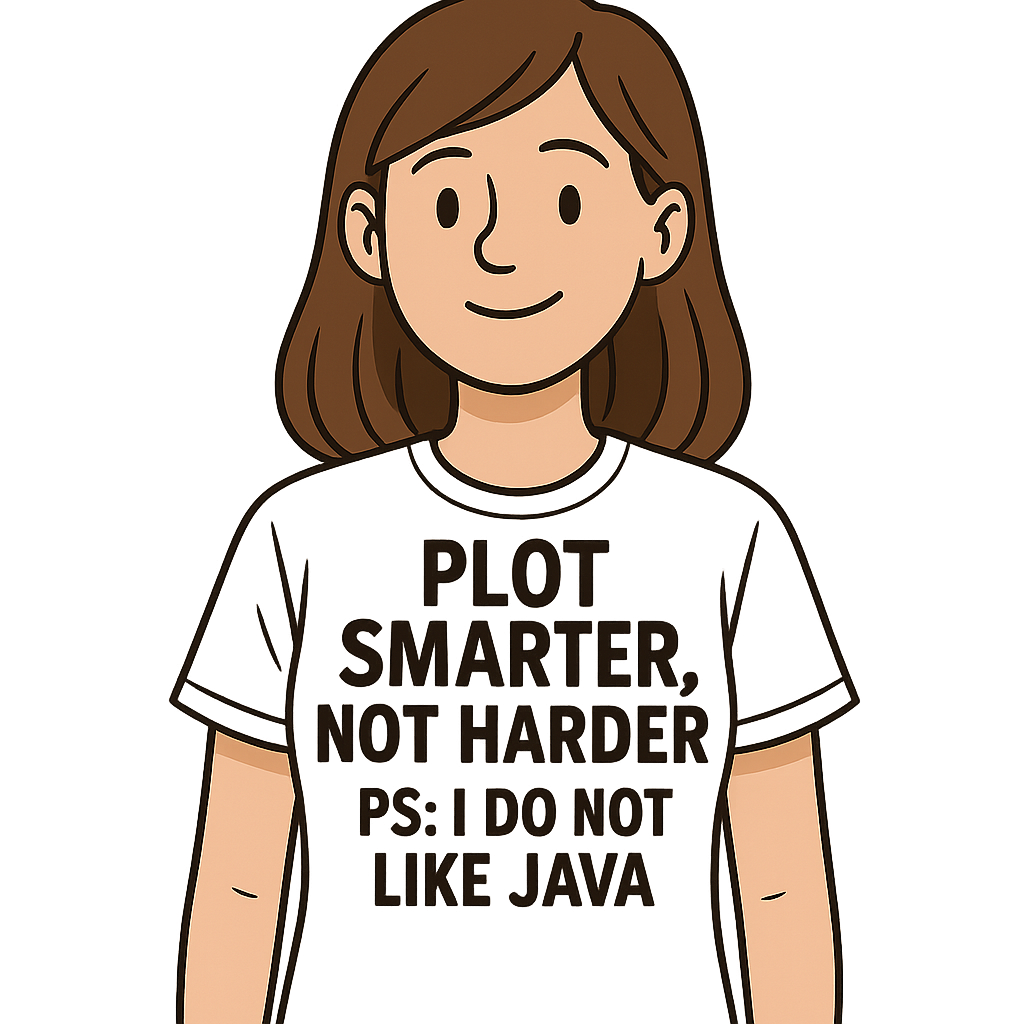 PLOT
SMARTER,
NOT HARDER
PS: I DO NOT
LIKE JAVA